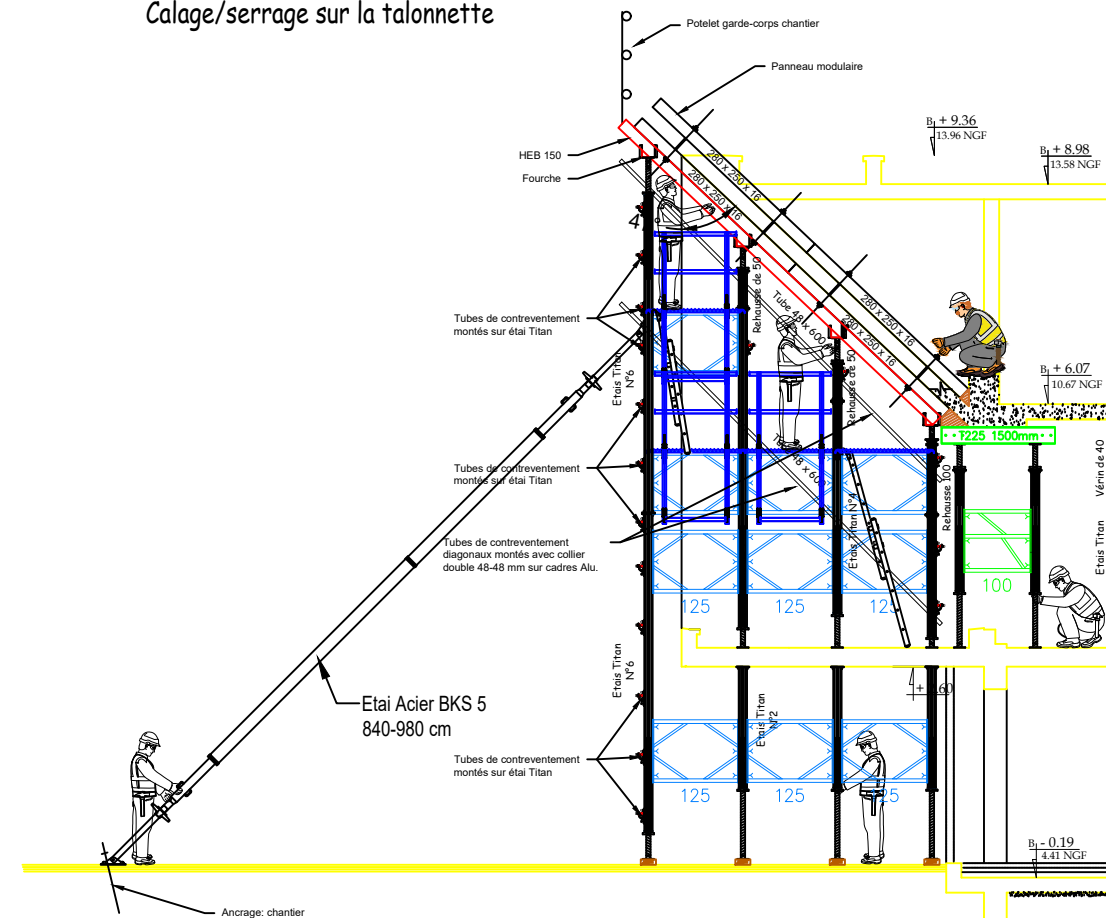 Calage/serrage sur la talonnette
Potelet garde-corps chantier
Panneau modulaire
+ 9.36
13.96 NGF
+ 8.98
13.58 NGF
HEB 150
Fourche
280 x 250 x 16
280 x 250 x 16
Rehausse de 50
Tube 48 x 600
280 x 250 x 16
280 x 250 x 16
Tubes de contreventement
montés sur étai Titan
Etais Titan
N°6
Rehausse de 50
+ 6.07
10.67 NGF
T225 1500mm
Vérin de 40
Tubes de contreventement
montés sur étai Titan
Etais Titan N°4
Rehausse 100
Etais Titan
Tubes de contreventement
diagonaux montés avec collier
double 48-48 mm sur cadres Alu.
100
125
125
125
Etais Titan
N°6
Etai Acier BKS 5
840-980 cm
Etais Titan
N°2
Tubes de contreventement
montés sur étai Titan
125
125
125
- 0.19
4.41 NGF
Ancrage: chantier